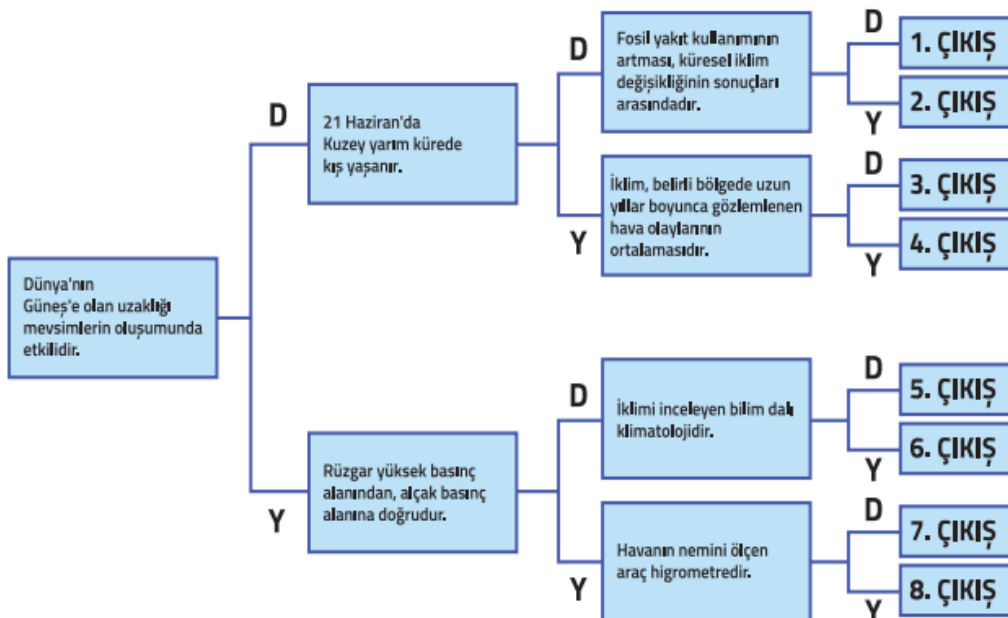 Dünya'nın
Güneş'e olan uzaklığı
mevsimlerin oluşumunda
etkilidir.
D
21 Haziran'da
Kuzey yarım kürede
kış yaşanır.
Y
Rüzgar yüksek basınç
alanından, alçak basınç
alanına doğrudur.
D
Fosil yakıt kullanımının
artması, küresel iklim
değişikliğinin sonuçları
arasındadır.
Y
İklim, belirli bölgede uzun
yıllar boyunca gözlemlenen
hava olaylarının
ortalamasıdır.
D
İklimi inceleyen bilim dalı
klimatolojidir.
Y
Havanın nemini ölçen
araç higrometredir.
D
1. ÇIKIŞ
2. ÇIKIŞ
Y
D
3. ÇIKIŞ
4. ÇIKIŞ
Y
D
5. ÇIKIŞ
6. ÇIKIŞ
Y
D
7. ÇIKIŞ
8. ÇIKIŞ
Y